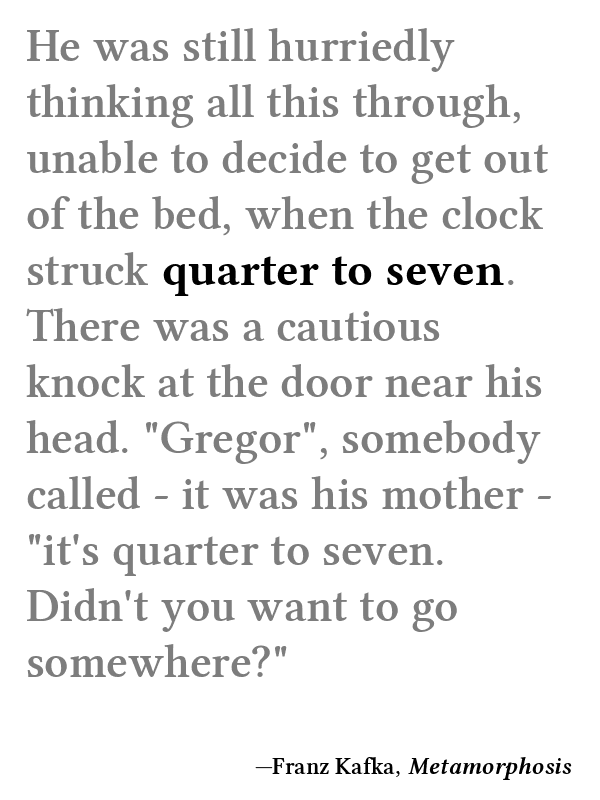 He was still hurriedly
thinking all this through,
unable to decide to get out
of the bed, when the clock
struck quarter to seven.
There was a cautious
knock at the door near his
head. "Gregor", somebody
called - it was his mother -
"it's quarter to seven.
Didn't you want to go
somewhere?"
—Franz Kafka, Metamorphosis